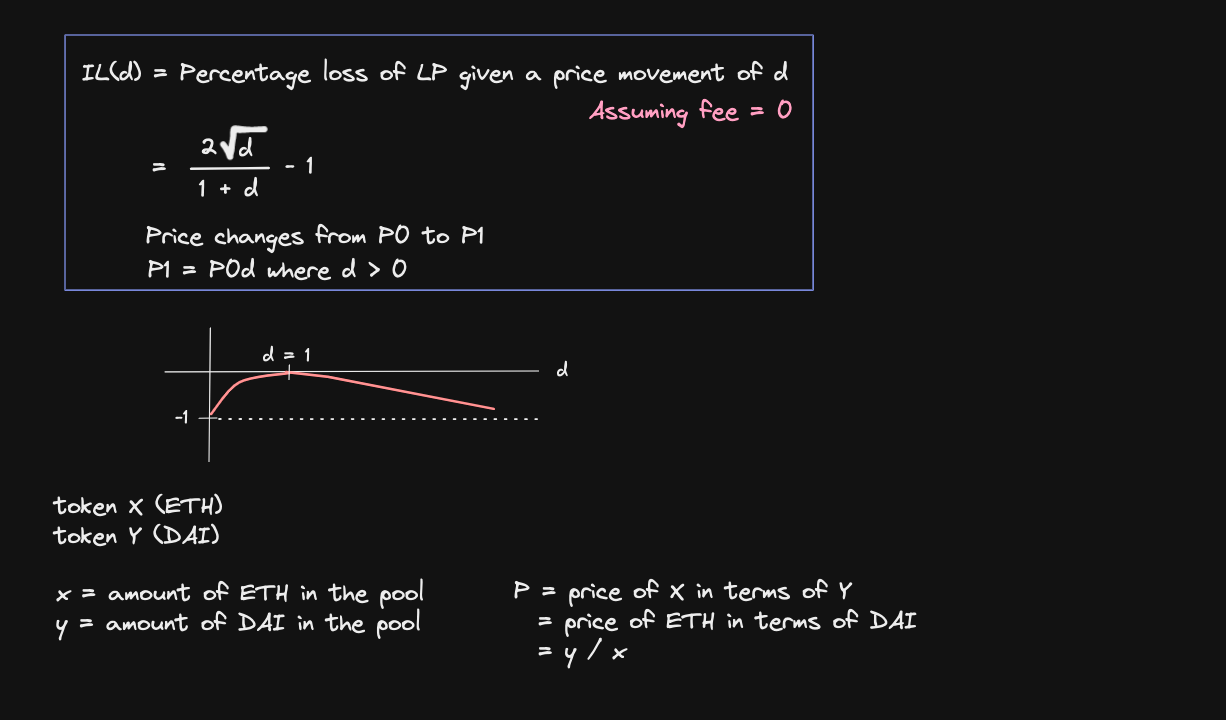 IL(d) = Percentage loss of LP given a price movement of d
Assuming fee = 0
= 2√d / (1 + d) - 1
Price changes from P0 to P1
P1 = P0d where d > 0
d = 1
d
-1
token X (ETH)
token Y (DAI)
x = amount of ETH in the pool
y = amount of DAI in the pool
P = price of X in terms of Y
= price of ETH in terms of DAI
= y / x